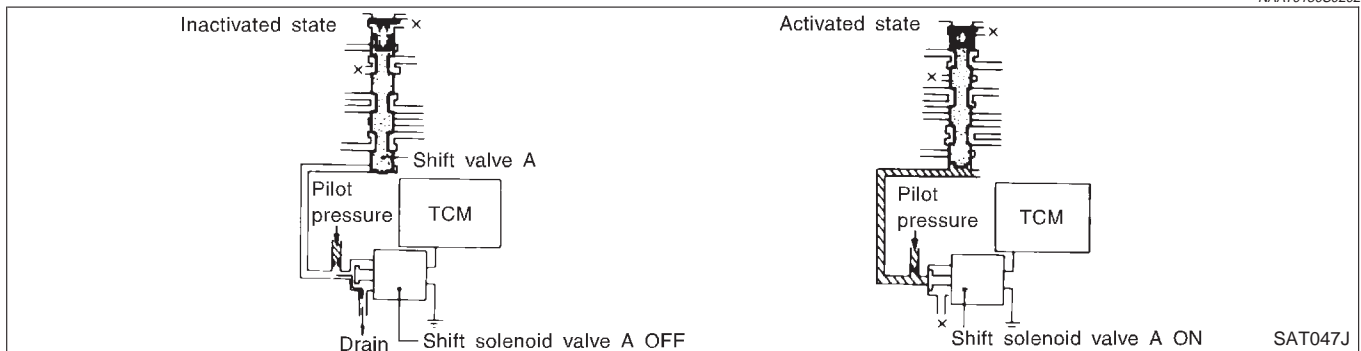 Inactivated state
×
×
Shift valve A
Pilot
pressure
TCM
Drain
Shift solenoid valve A OFF
Activated state
×
×
Pilot
pressure
TCM
×
Shift solenoid valve A ON
SAT047J